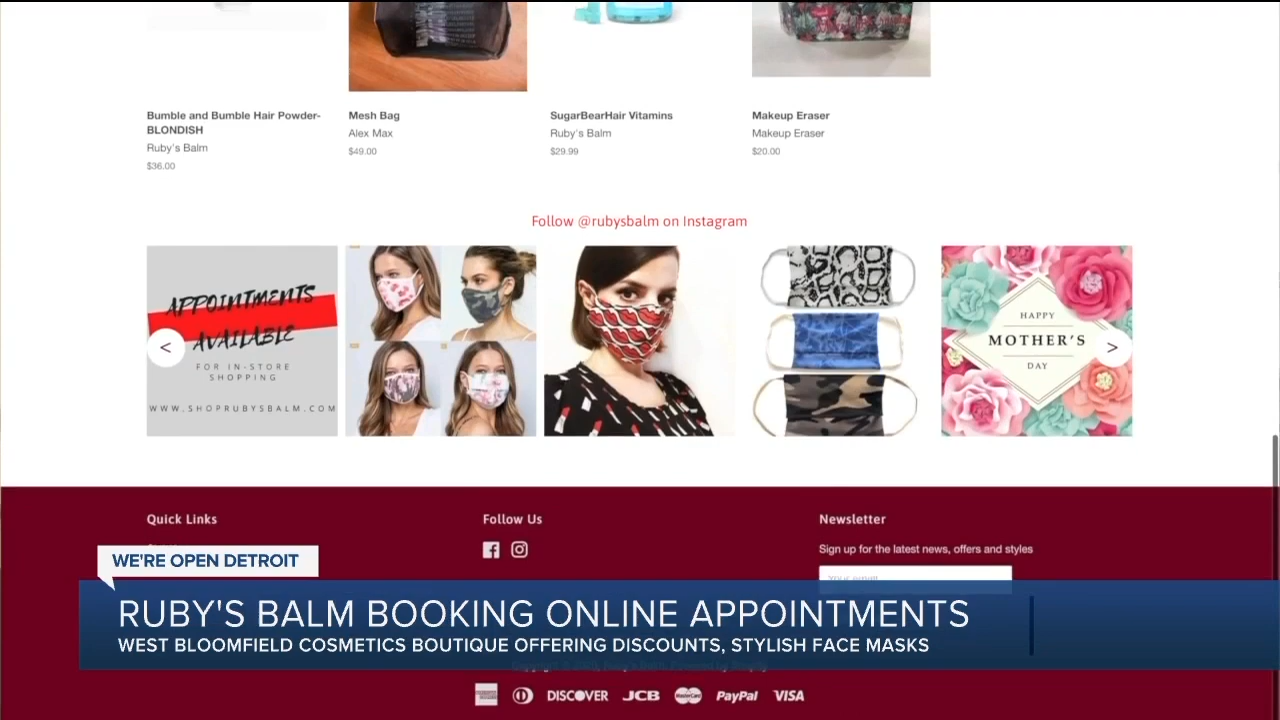 Bumble and Bumble Hair Powder-
BLONDISH
Ruby's Balm
$36.00
Mesh Bag
Alex Max
$49.00
SugarBearHair Vitamins
Ruby's Balm
$29.99
Makeup Eraser
Makeup Eraser
$20.00
Follow @rubysbalm on Instagram
APPOINTMENTS
AVAILABLE
FOR IN-STORE
SHOPPING
WWW.SHOPRUBYSBALM.COM
<
HAPPY
MOTHER'S
DAY
>
Quick Links
Follow Us
Newsletter
Sign up for the latest news, offers and styles
Your email
WE'RE OPEN DETROIT
RUBY'S BALM BOOKING ONLINE APPOINTMENTS
WEST BLOOMFIELD COSMETICS BOUTIQUE OFFERING DISCOUNTS, STYLISH FACE MASKS
DISCOVER JCB MasterCard PayPal VISA